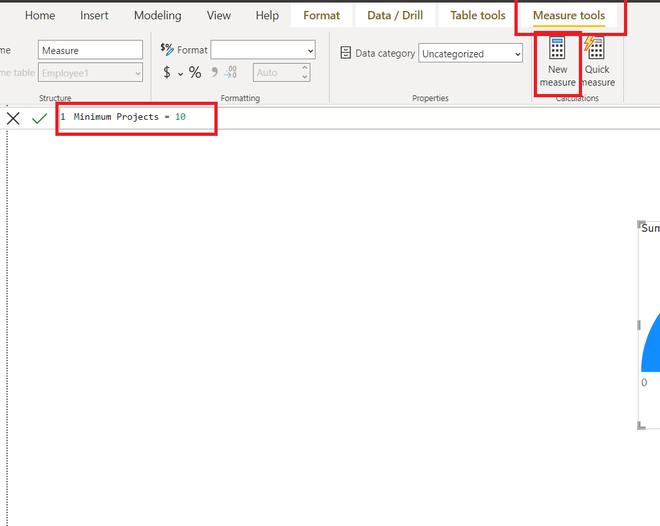 Home Insert Modeling View Help Format Data / Drill Table tools Measure tools
me Measure
me table Employee1
Structure
$% Format
$ % , .00 →.0 Auto
Formatting
Data category Uncategorized
Properties
New measure
Quick measure
Calculations
1 Minimum Projects = 10
Sum
0